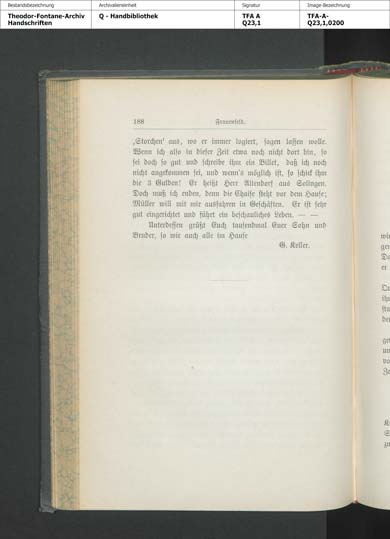 Bestandsbezeichnung
Archivalieneinheit
Signatur
Image-Bezeichnung
Theodor-Fontane-Archiv
Handschriften
Q - Handbibliothek
TFA A
Q23,1
TFA-A-
Q23,1,0200
188
Frauenfeld.
„Storchen“ aus, wo er immer logiert, sagen lassen wolle.
Wenn ich also in dieser Zeit etwa noch nicht dort bin, so
sei doch so gut und schreibe ihm ein Billet, daß ich noch
nicht angekommen sei, und wenn's möglich ist, so schick ihm
die 3 Gulden! Er heißt Herr Altendorf aus Solingen.
Doch muß ich enden, denn die Chaise steht vor dem Hause;
Müller will mit mir ausfahren in Geschäften. Er ist sehr
gut eingerichtet und führt ein beschauliches Leben. — —
Unterdessen grüßt Euch tausendmal Euer Sohn und
Bruder, so wie auch alle im Hause
G. Keller.